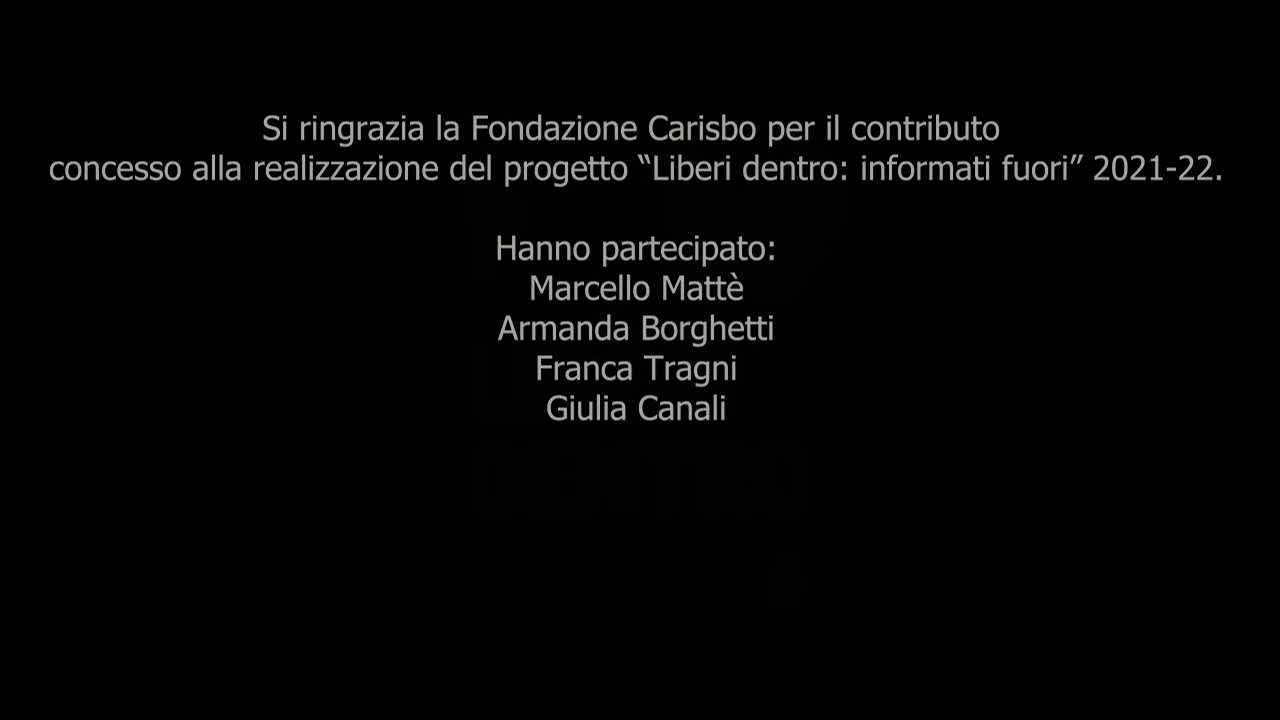 Si ringrazia la Fondazione Carisbo per il contributo
concesso alla realizzazione del progetto “Liberi dentro: informati fuori” 2021-22.
Hanno partecipato:
Marcello Mattè
Armanda Borghetti
Franca Tragni
Giulia Canali